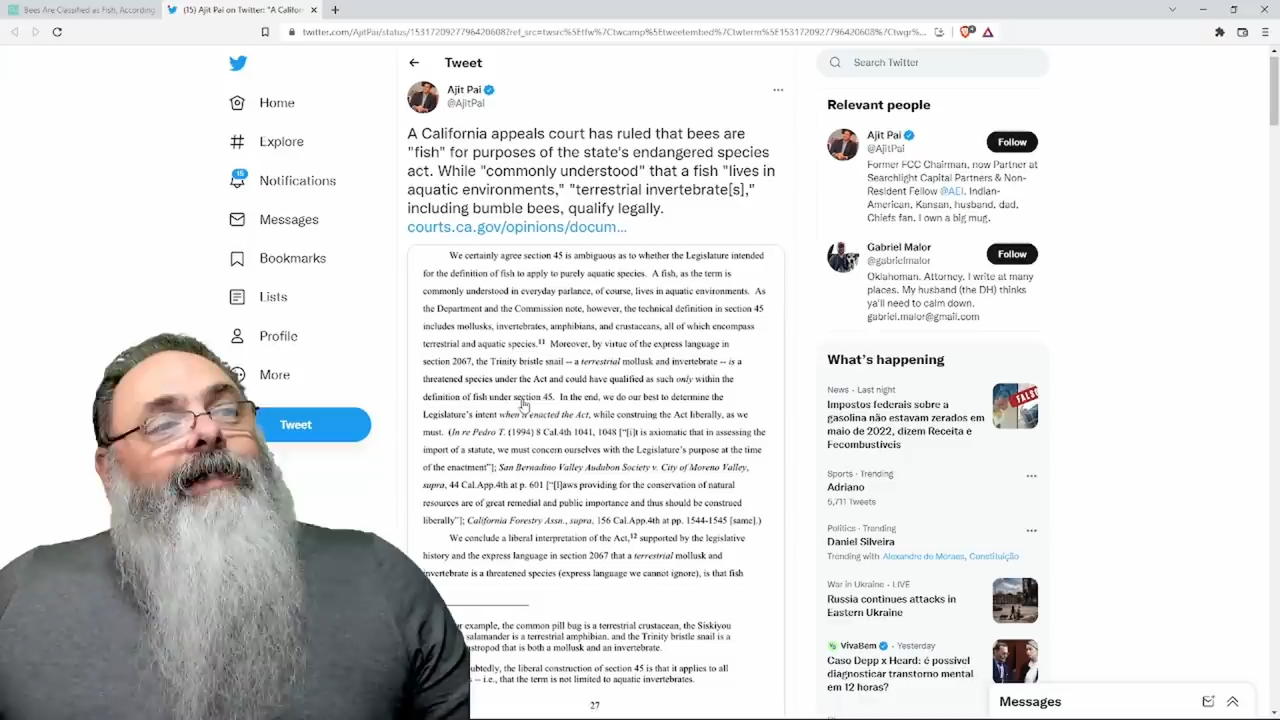 Bees Are Classified as Fish, According
(15) Ajit Pai on Twitter: "A Califor
twitter.com/AjitPai/status/1531720927796420608?ref_src=twsrc%5Etfw%7Ctwcamp%5Etweetembed%7Ctwterm%5E1531720927796420608%7Ctwgr%...
Home
Explore
15
Notifications
Messages
Bookmarks
Lists
Profile
More
Tweet
Tweet
Ajit Pai
@AjitPai
A California appeals court has ruled that bees are
"fish" for purposes of the state's endangered species
act. While "commonly understood" that a fish "lives in
aquatic environments," "terrestrial invertebrate[s],"
including bumble bees, qualify legally.
courts.ca.gov/opinions/docum...
We certainly agree section 45 is ambiguous as to whether the Legislature intended
for the definition of fish to apply to purely aquatic species. A fish, as the term is
commonly understood in everyday parlance, of course, lives in aquatic environments. As
the Department and the Commission note, however, the technical definition in section 45
includes mollusks, invertebrates, amphibians, and crustaceans, all of which encompass
terrestrial and aquatic species.11 Moreover, by virtue of the express language in
section 2067, the Trinity bristle snail -- a terrestrial mollusk and invertebrate -- is a
threatened species under the Act and could have qualified as such only within the
definition of fish under section 45. In the end, we do our best to determine the
Legislature's intent when it enacted the Act, while construing the Act liberally, as we
must. (In re Pedro T. (1994) 8 Cal.4th 1041, 1048 ["[i]t is axiomatic that in assessing the
import of a statute, we must concern ourselves with the Legislature's purpose at the time
of the enactment"]; San Bernadino Valley Audubon Society v. City of Moreno Valley,
supra, 44 Cal.App.4th at p. 601 ["[l]aws providing for the conservation of natural
resources are of great remedial and public importance and thus should be construed
liberally"]; California Forestry Assn., supra, 156 Cal.App.4th at pp. 1544-1545 [same].)
We conclude a liberal interpretation of the Act,12 supported by the legislative
history and the express language in section 2067 that a terrestrial mollusk and
invertebrate is a threatened species (express language we cannot ignore), is that fish
example, the common pill bug is a terrestrial crustacean, the Siskiyou
salamander is a terrestrial amphibian, and the Trinity bristle snail is a
that is both a mollusk and an invertebrate.
the liberal construction of section 45 is that it applies to all
-- i.e., that the term is not limited to aquatic invertebrates.
27
Search Twitter
Relevant people
Ajit Pai
@AjitPai
Follow
Former FCC Chairman, now Partner at
Searchlight Capital Partners & Non-
Resident Fellow @AEI. Indian-
American, Kansan, husband, dad,
Chiefs fan. I own a big mug.
Gabriel Malor
@gabrielmalor
Follow
Oklahoman. Attorney. I write at many
places. My husband (the DH) thinks
ya'll need to calm down.
gabriel.malor@gmail.com
What's happening
News · Last night
Impostos federais sobre a
gasolina não estavam zerados em
maio de 2022, dizem Receita e
Fecombustíveis
FALS
Sports · Trending
Adriano
5,711 Tweets
Politics · Trending
Daniel Silveira
Trending with Alexandre de Moraes, Constituição
War in Ukraine · LIVE
Russia continues attacks in
Eastern Ukraine
VivaBem · Yesterday
Caso Depp x Heard: é possível
diagnosticar transtorno mental
em 12 horas?
Messages